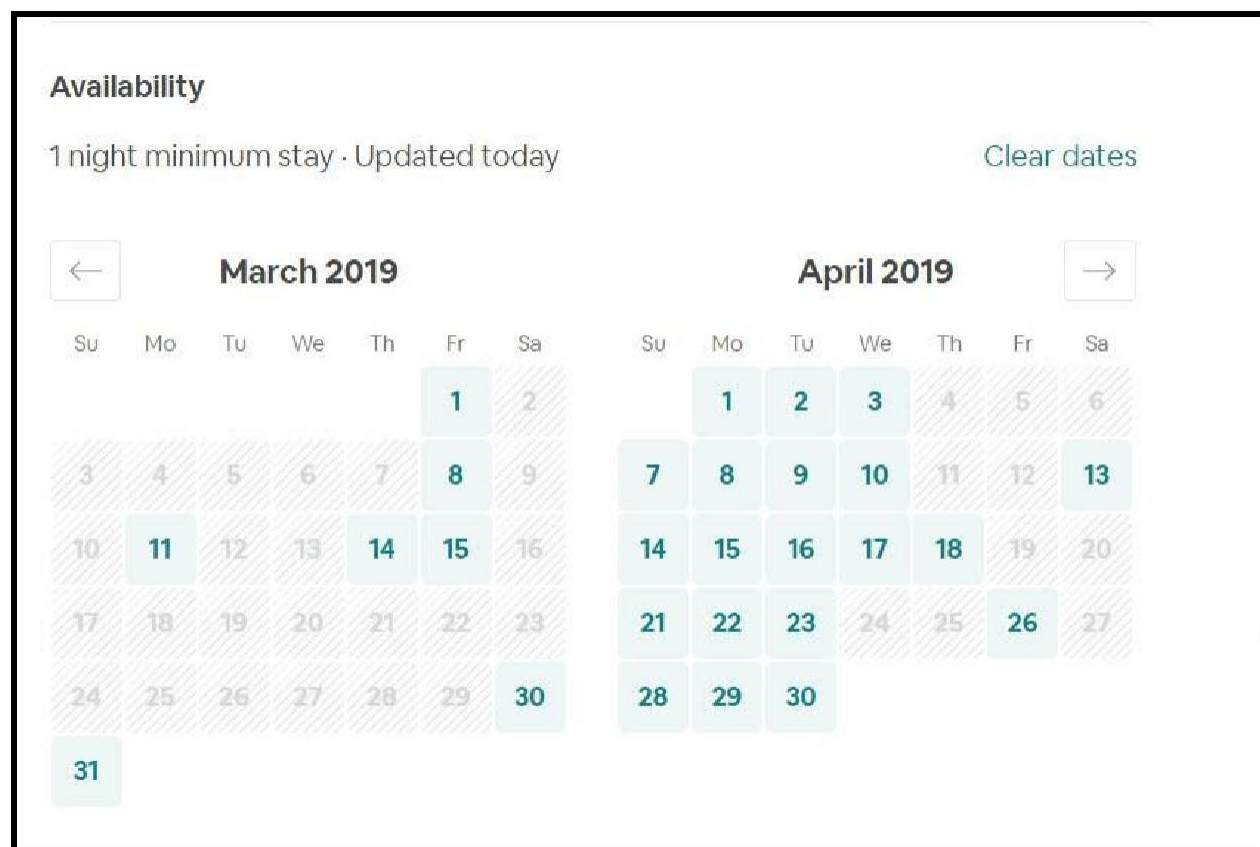 Availability
1 night minimum stay · Updated today Clear dates
← March 2019 April 2019 →
Su Mo Tu We Th Fr Sa Su Mo Tu We Th Fr Sa
1 2 1 2 3 4 5 6
3 4 5 6 7 8 9 7 8 9 10 11 12 13
10 11 12 13 14 15 16 14 15 16 17 18 19 20
17 18 19 20 21 22 23 21 22 23 24 25 26 27
24 25 26 27 28 29 30 28 29 30
31